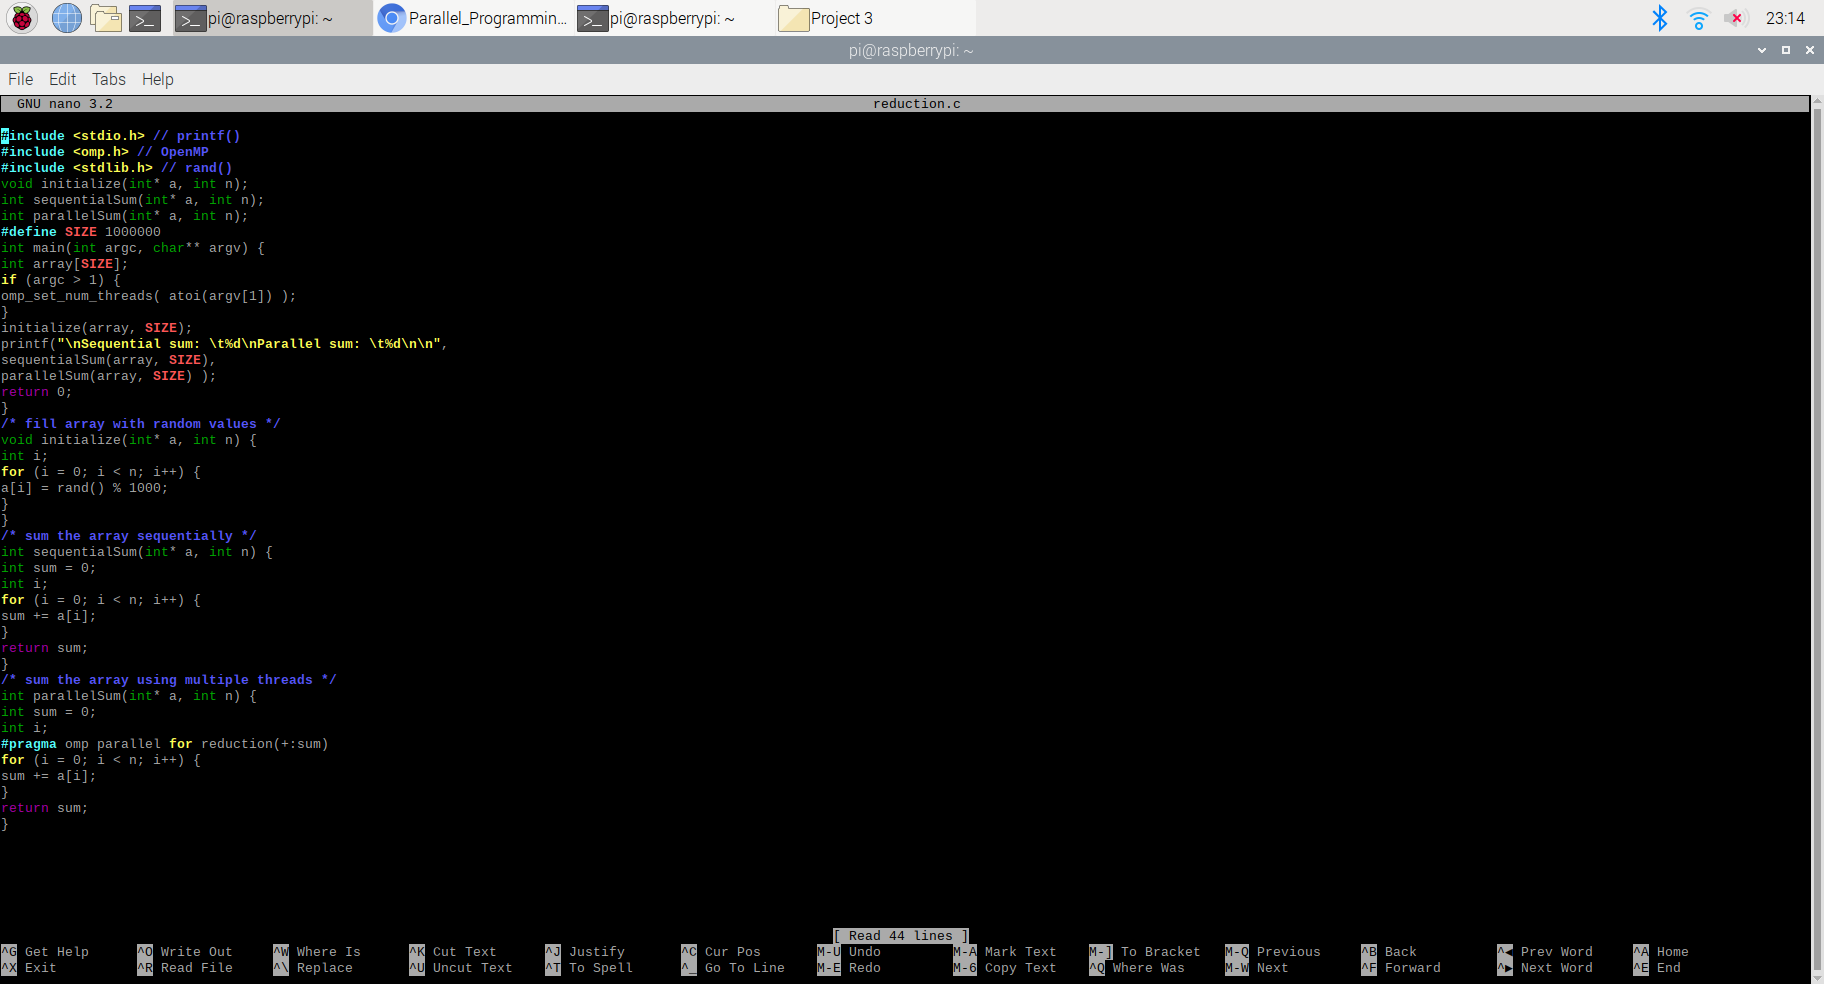 pi@raspberrypi: ~
Parallel_Programmin...
pi@raspberrypi: ~
Project 3
23:14
pi@raspberrypi: ~
File Edit Tabs Help
GNU nano 3.2 reduction.c
#include <stdio.h> // printf()
#include <omp.h> // OpenMP
#include <stdlib.h> // rand()
void initialize(int* a, int n);
int sequentialSum(int* a, int n);
int parallelSum(int* a, int n);
#define SIZE 1000000
int main(int argc, char** argv) {
int array[SIZE];
if (argc > 1) {
omp_set_num_threads( atoi(argv[1]) );
}
initialize(array, SIZE);
printf("\nSequential sum: \t%d\nParallel sum: \t%d\n\n",
sequentialSum(array, SIZE),
parallelSum(array, SIZE) );
return 0;
}
/* fill array with random values */
void initialize(int* a, int n) {
int i;
for (i = 0; i < n; i++) {
a[i] = rand() % 1000;
}
}
/* sum the array sequentially */
int sequentialSum(int* a, int n) {
int sum = 0;
int i;
for (i = 0; i < n; i++) {
sum += a[i];
}
return sum;
}
/* sum the array using multiple threads */
int parallelSum(int* a, int n) {
int sum = 0;
int i;
#pragma omp parallel for reduction(+:sum)
for (i = 0; i < n; i++) {
sum += a[i];
}
return sum;
}
[ Read 44 lines ]
^G Get Help ^O Write Out ^W Where Is ^K Cut Text ^J Justify ^C Cur Pos M-U Undo M-A Mark Text M-] To Bracket M-Q Previous ^B Back ^◀ Prev Word ^A Home
^X Exit ^R Read File ^\ Replace ^U Uncut Text ^T To Spell ^_ Go To Line M-E Redo M-6 Copy Text ^Q Where Was M-W Next ^F Forward ^▶ Next Word ^E End